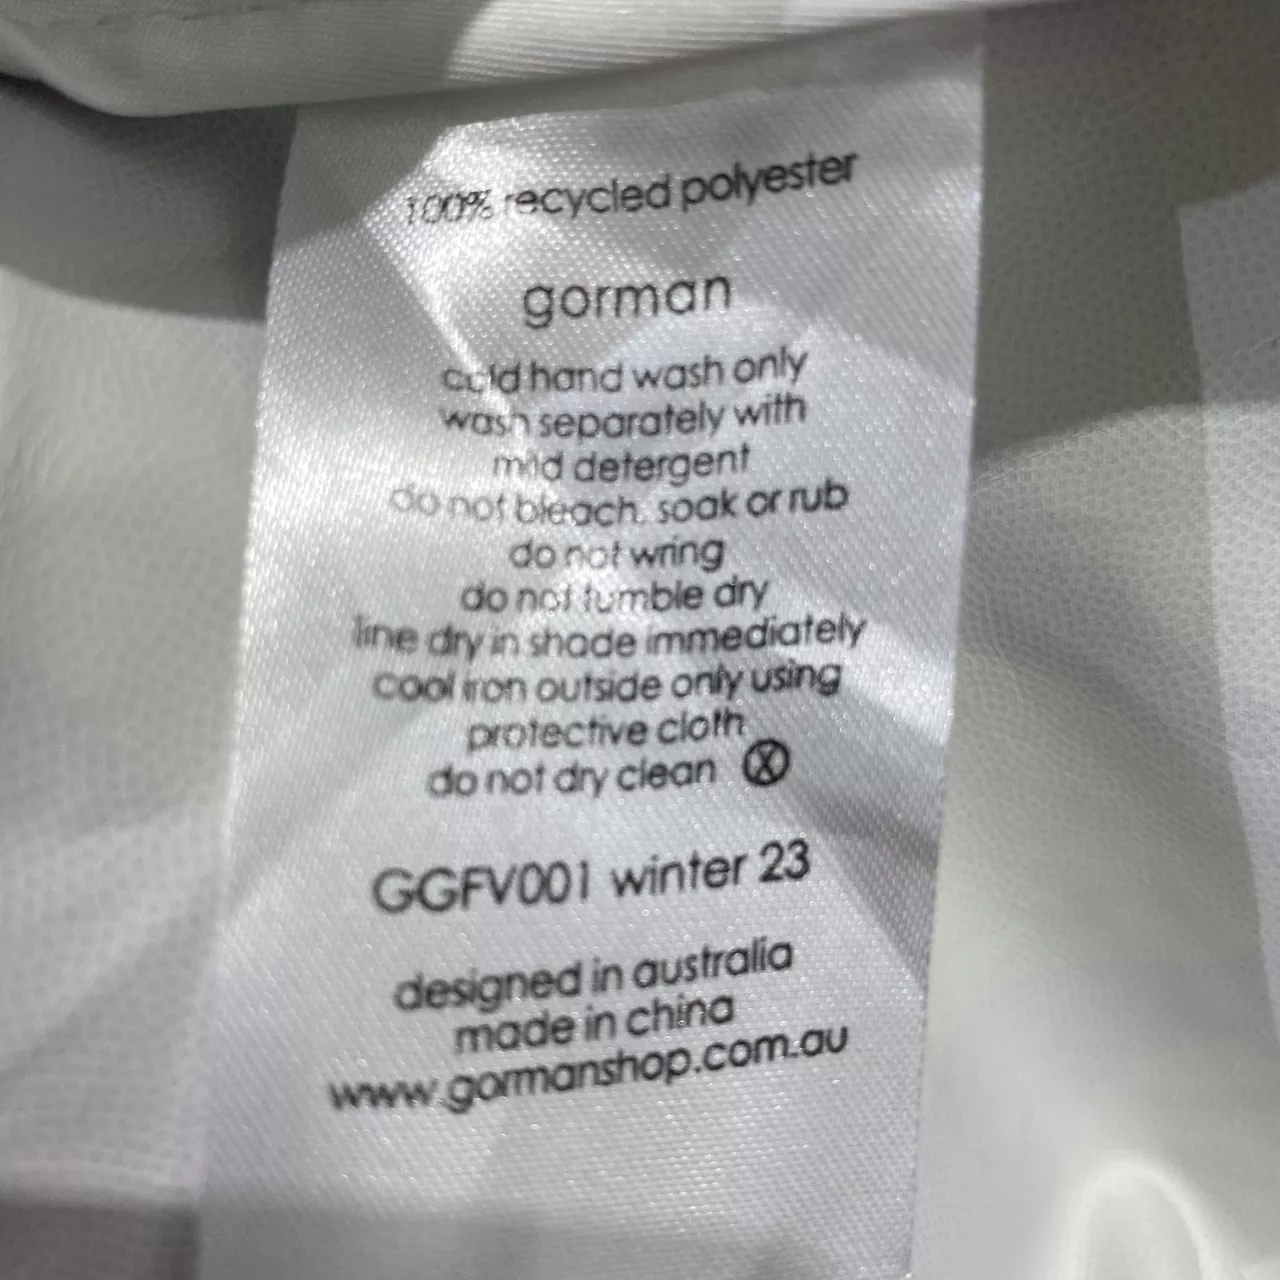 100% recycled polyester
gorman
cold hand wash only
wash separately with
mild detergent
do not bleach, soak or rub
do not wring
do not tumble dry
line dry in shade immediately
cool iron outside only using
protective cloth
do not dry clean Ⓧ
GGFV001 winter 23
designed in australia
made in china
www.gormanshop.com.au